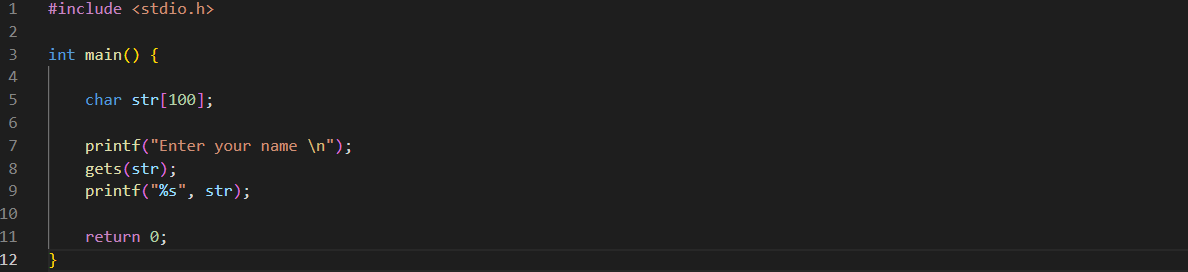 1 #include <stdio.h>
2
3 int main() {
4
5 char str[100];
6
7 printf("Enter your name \n");
8 gets(str);
9 printf("%s", str);
10
11 return 0;
12 }